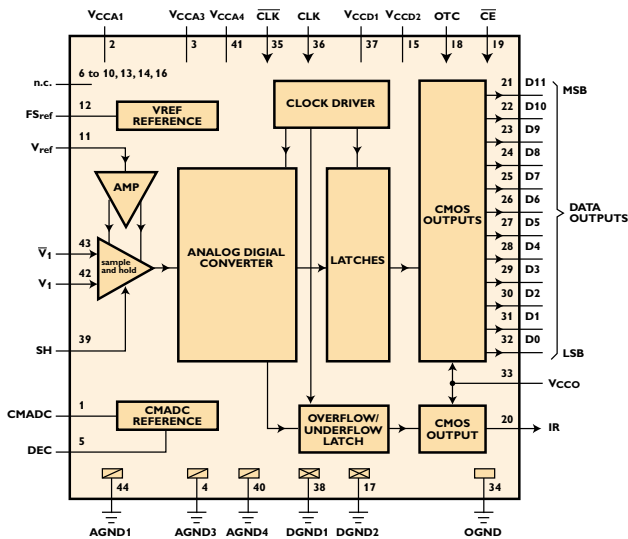 VCCA1 VCCA3 VCCA4 C̅L̅K̅ CLK VCCD1 VCCD2 OTC C̅E̅
2 3 41 35 36 37 15 18 19
n.c. 6 to 10, 13, 14, 16
FSref 12
VREF
REFERENCE
Vref 11
AMP
CLOCK DRIVER
V̅1 43
V1 42
sample
and hold
SH 39
ANALOG DIGIAL
CONVERTER
LATCHES
CMOS
OUTPUTS
21 D11 MSB
22 D10
23 D9
24 D8
25 D7
26 D6
27 D5
28 D4
29 D3
30 D2
31 D1
32 D0 LSB
DATA
OUTPUTS
33 VCCO
CMADC 1
CMADC
REFERENCE
DEC 5
OVERFLOW/
UNDERFLOW
LATCH
CMOS
OUTPUT
20 IR
44 4 40 38 17 34
AGND1 AGND3 AGND4 DGND1 DGND2 OGND